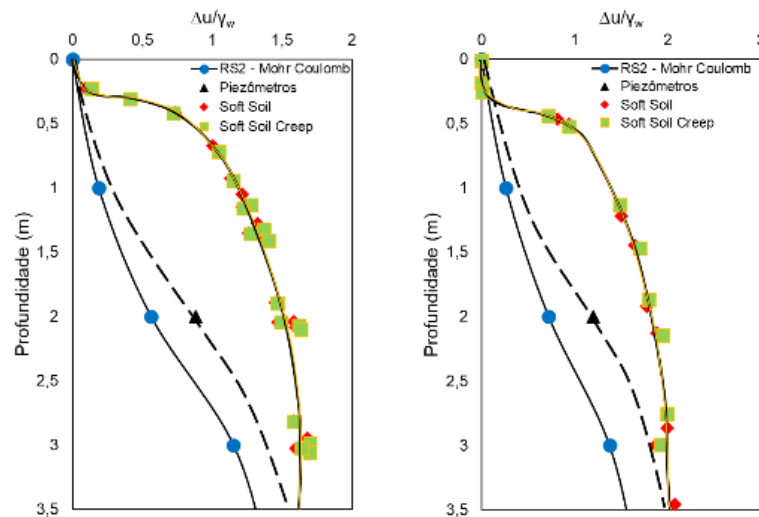 Δu/γw
0 0,5 1 1,5 2
0
0,5
1
1,5
2
2,5
3
3,5
Profundidade (m)
RS2 - Mohr Coulomb
Piezômetros
Soft Soil
Soft Soil Creep
Δu/γw
0 1 2 3
0
0,5
1
1,5
2
2,5
3
3,5
Profundidade (m)
RS2 - Mohr Coulomb
Piezômetros
Soft Soil
Soft Soil Creep